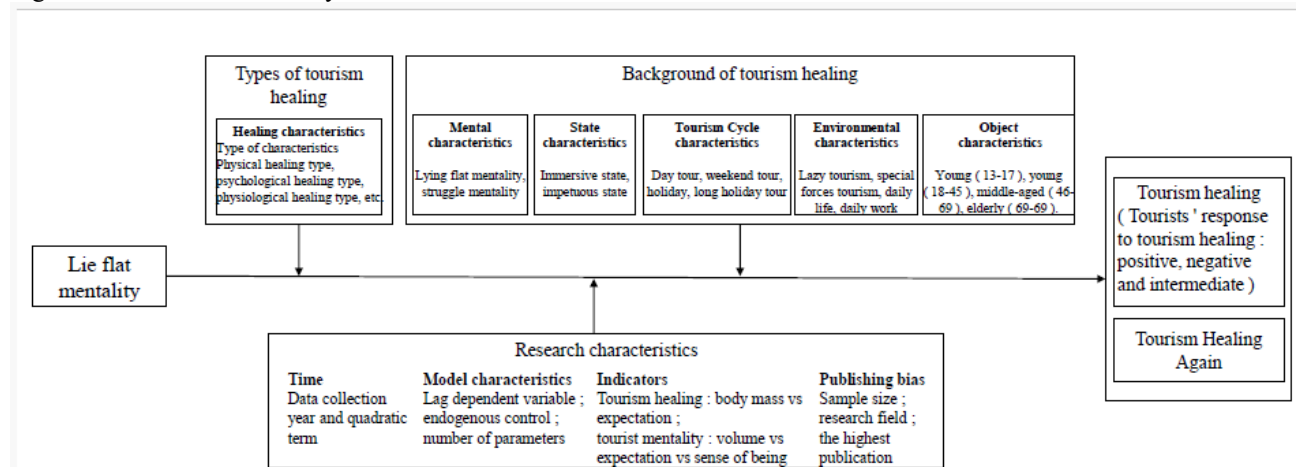 Types of tourism
healing
Healing characteristics
Type of characteristics
Physical healing type,
psychological healing type,
physiological healing type, etc.
Background of tourism healing
Mental
characteristics
Lying flat mentality,
struggle mentality
State
characteristics
Immersive state,
impetuous state
Tourism Cycle
characteristics
Day tour, weekend tour,
holiday, long holiday tour
Environmental
characteristics
Lazy tourism, special
forces tourism, daily
life, daily work
Object
characteristics
Young ( 13-17 ), young
( 18-45 ), middle-aged ( 46-
69 ), elderly ( 69-69 ).
Lie flat
mentality
Tourism healing
( Tourists ' response
to tourism healing :
positive, negative
and intermediate )
Tourism Healing
Again
Research characteristics
Time
Data collection
year and quadratic
term
Model characteristics
Lag dependent variable ;
endogenous control ;
number of parameters
Indicators
Tourism healing : body mass vs
expectation ;
tourist mentality : volume vs
expectation vs sense of being
Publishing bias
Sample size ;
research field ;
the highest
publication